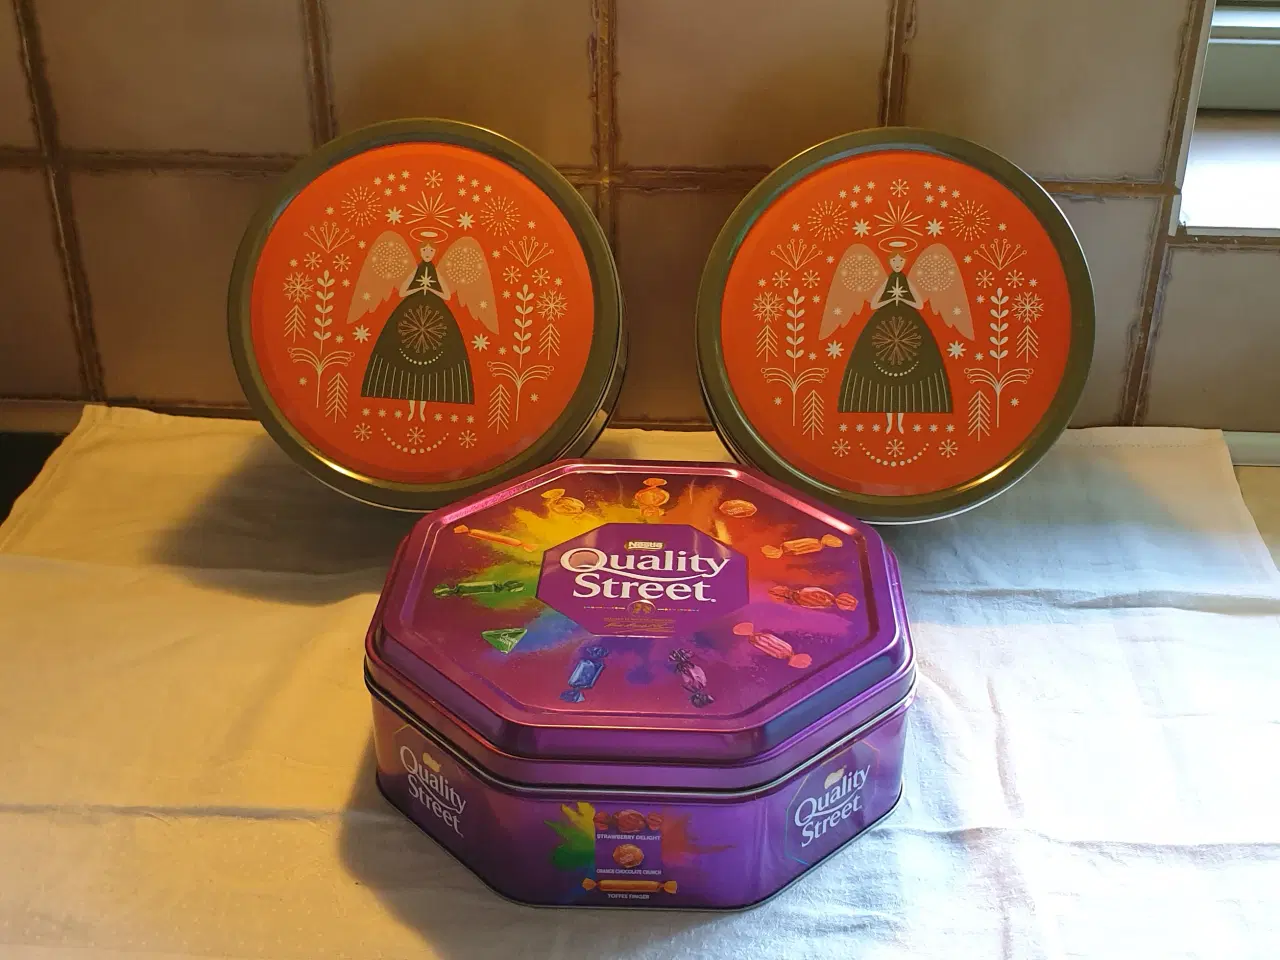 Nestlé
Quality
Street
Quality
Street
STRAWBERRY DELIGHT
ORANGE CHOCOLATE CRUNCH
TOFFEE FINGER
Quality
Street